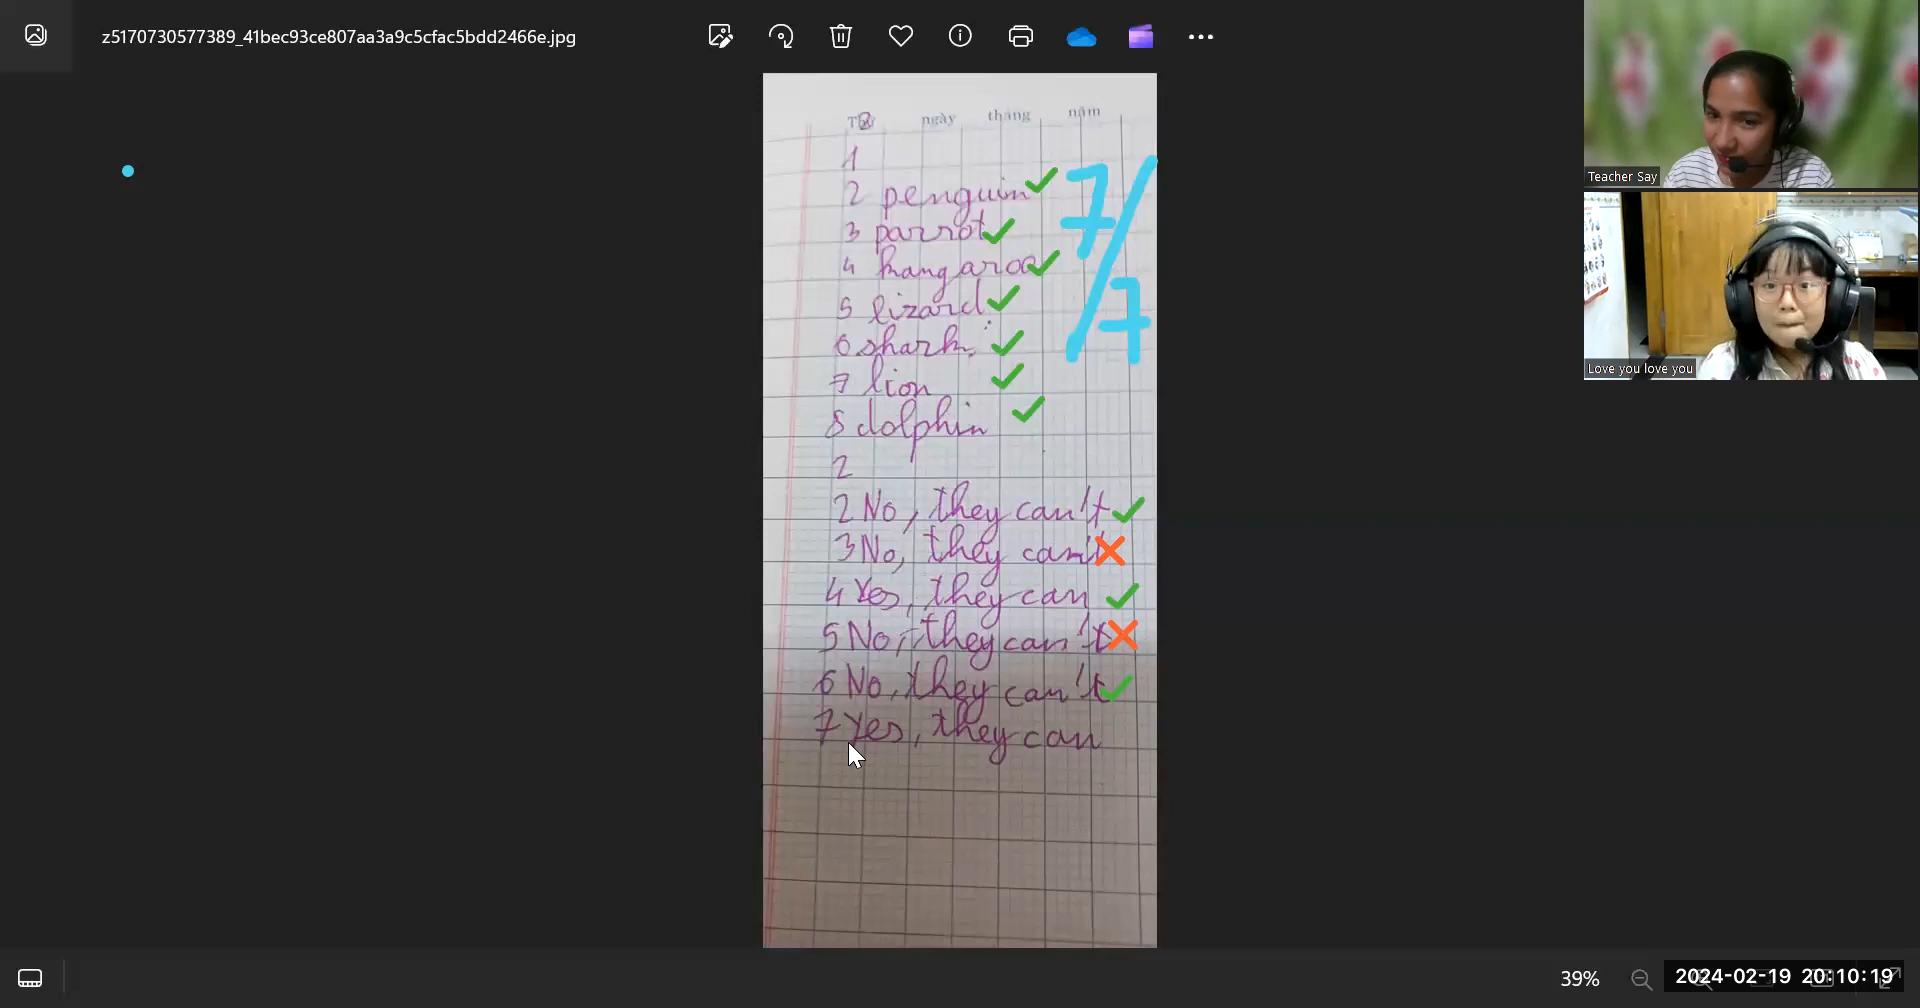 z5170730577389_41bec93ce807aa3a9c5cfac5bdd2466e.jpg
Thứ ngày tháng năm
1
2 penguin
3 parrot
4 kangaroo
5 lizard
6 shark
7 lion
8 dolphin
7/7
2
2 No, they can't
3 No, they can't
4 Yes, they can
5 No, they can't
6 No, they can't
7 Yes, they can
Teacher Say
Love you love you
39%
2024-02-19 20:10:19